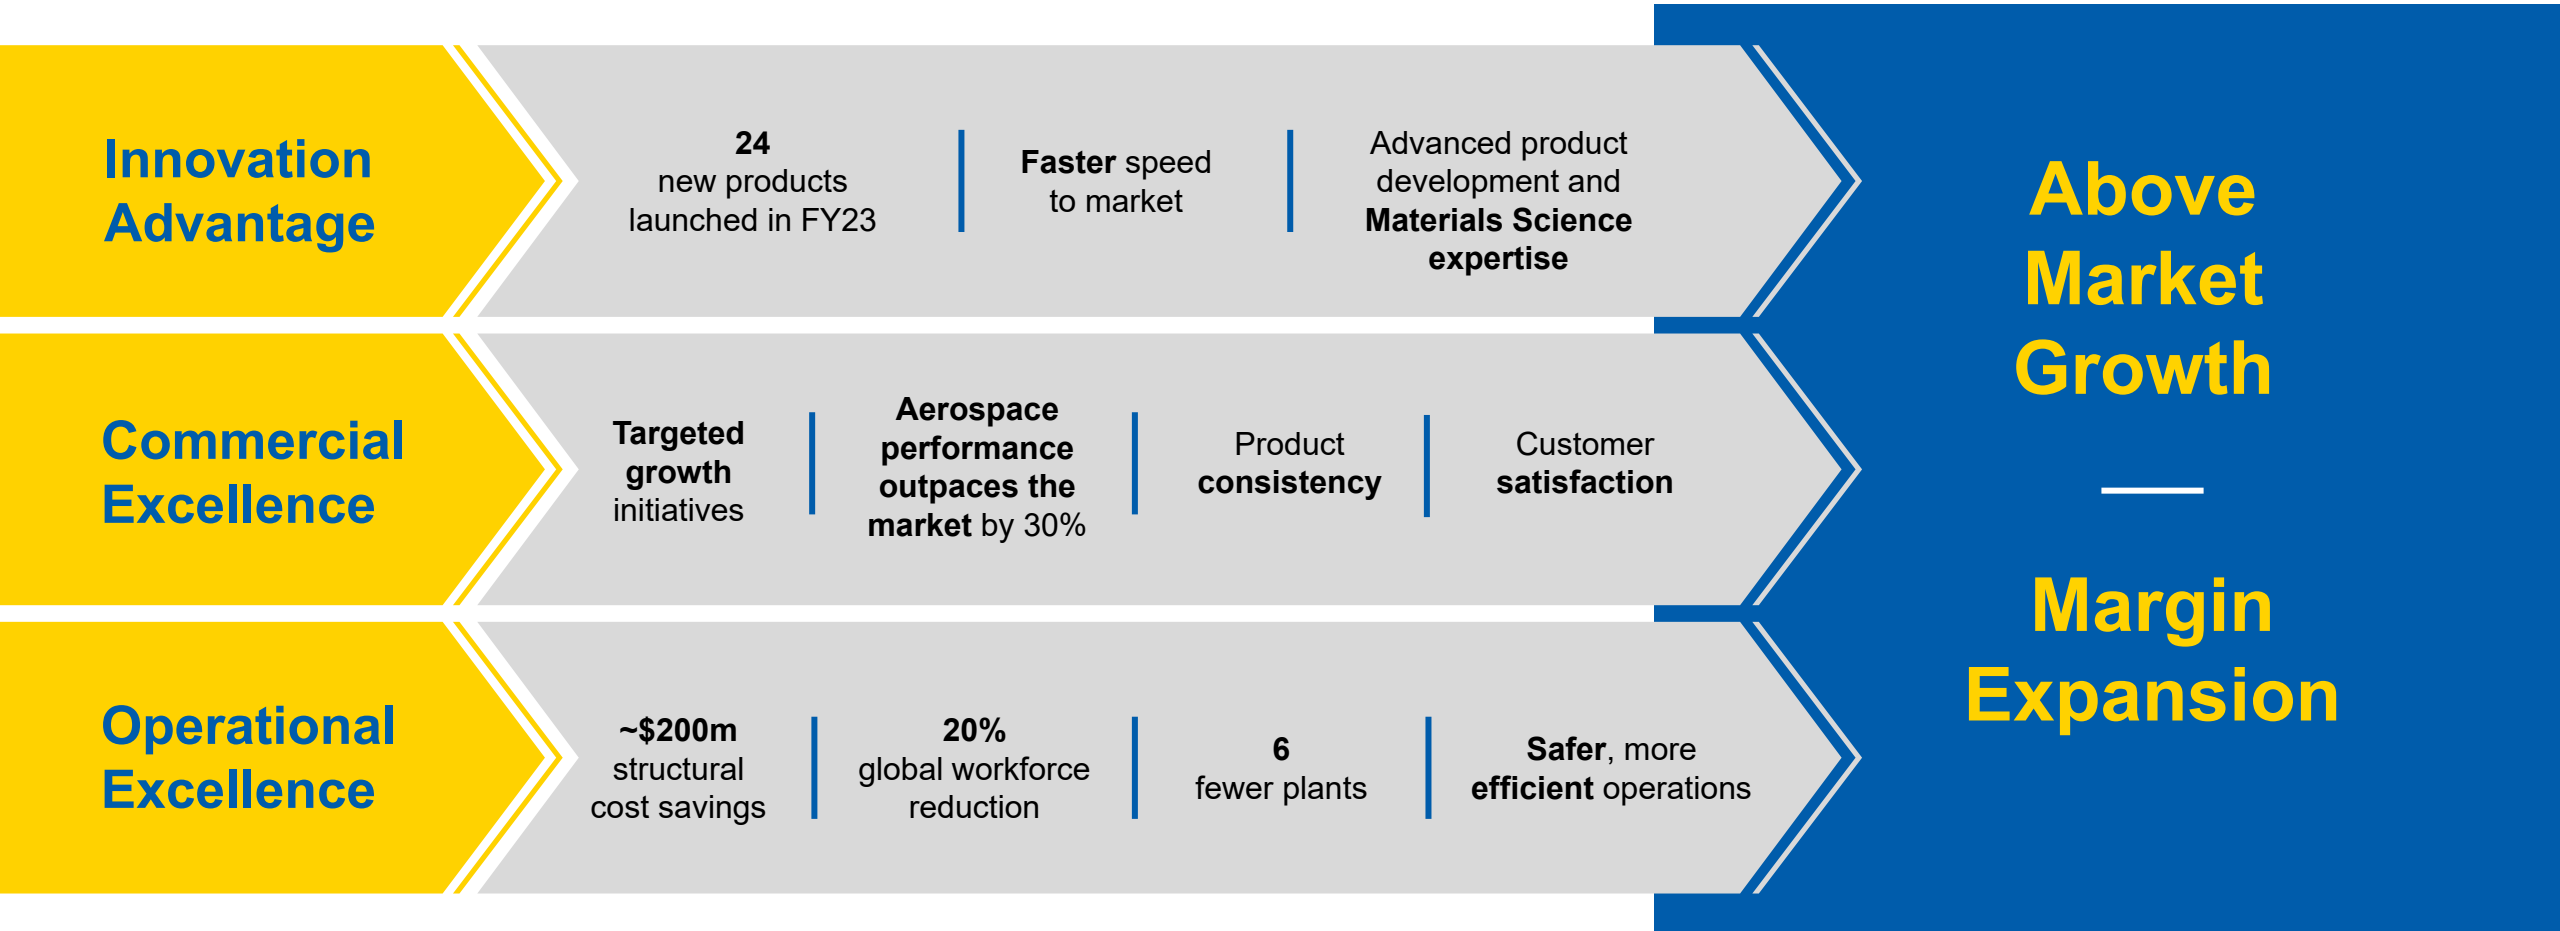 Innovation
Advantage
24
new products
launched in FY23
Faster speed
to market
Advanced product
development and
Materials Science
expertise
Commercial
Excellence
Targeted
growth
initiatives
Aerospace
performance
outpaces the
market by 30%
Product
consistency
Customer
satisfaction
Operational
Excellence
~$200m
structural
cost savings
20%
global workforce
reduction
6
fewer plants
Safer, more
efficient operations
Above
Market
Growth
Margin
Expansion